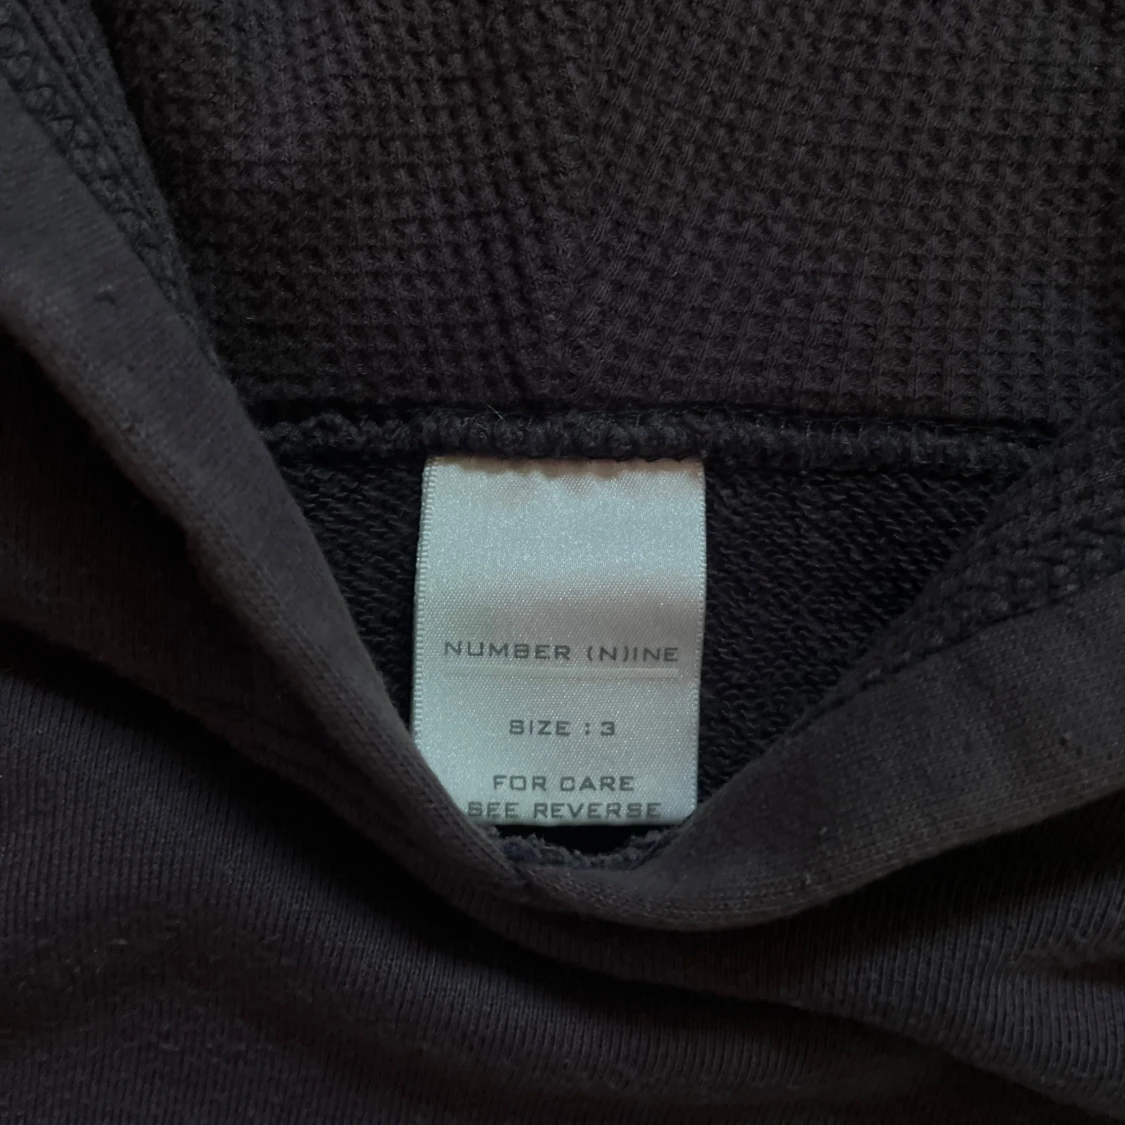 NUMBER (N)INE
SIZE : 3
FOR CARE
SEE REVERSE